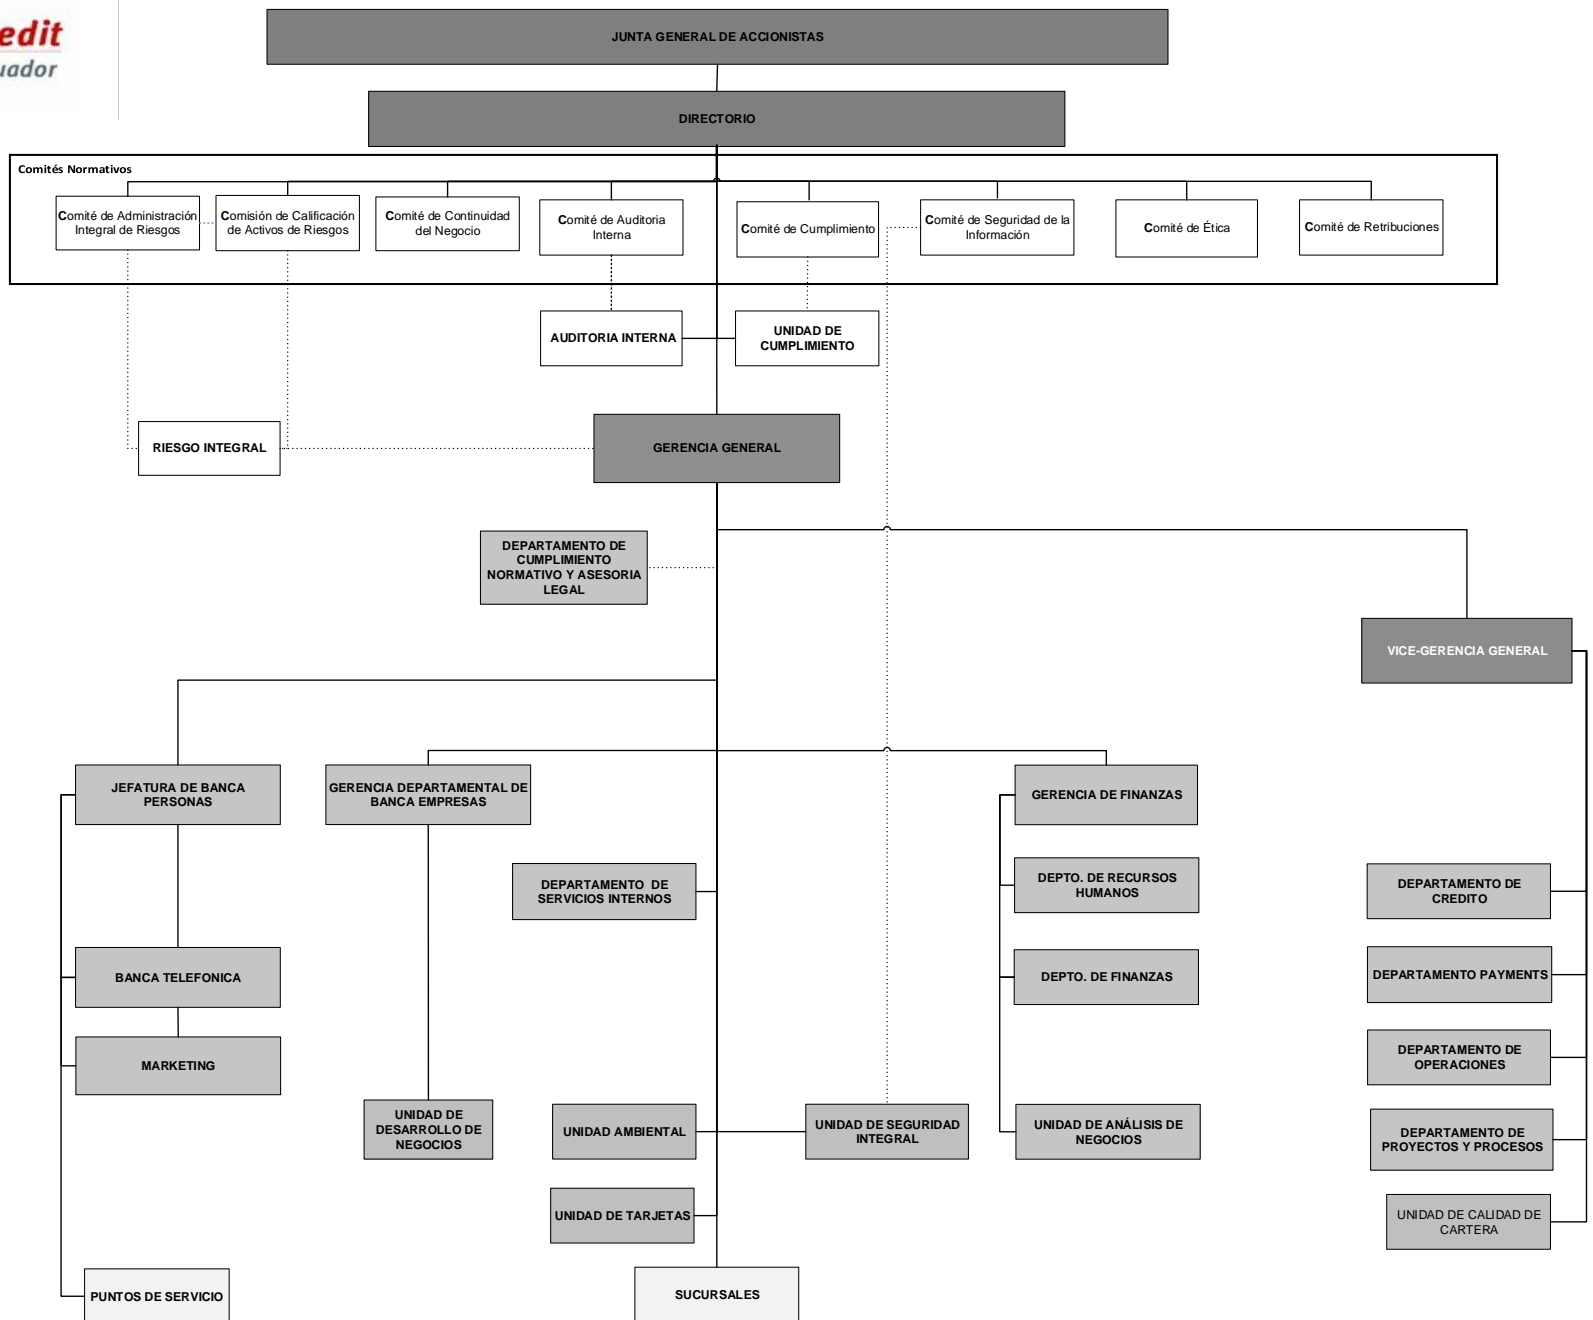 edit
uador
JUNTA GENERAL DE ACCIONISTAS
DIRECTORIO
Comités Normativos
Comité de Administración
Integral de Riesgos
Comisión de Calificación
de Activos de Riesgos
Comité de Continuidad
del Negocio
Comité de Auditoria
Interna
Comité de Cumplimiento
Comité de Seguridad de la
Información
Comité de Ética
Comité de Retribuciones
AUDITORIA INTERNA
UNIDAD DE
CUMPLIMIENTO
RIESGO INTEGRAL
GERENCIA GENERAL
DEPARTAMENTO DE
CUMPLIMIENTO
NORMATIVO Y ASESORIA
LEGAL
VICE-GERENCIA GENERAL
JEFATURA DE BANCA
PERSONAS
GERENCIA DEPARTAMENTAL DE
BANCA EMPRESAS
GERENCIA DE FINANZAS
DEPARTAMENTO DE
SERVICIOS INTERNOS
DEPTO. DE RECURSOS
HUMANOS
DEPARTAMENTO DE
CREDITO
BANCA TELEFONICA
DEPTO. DE FINANZAS
DEPARTAMENTO PAYMENTS
MARKETING
DEPARTAMENTO DE
OPERACIONES
UNIDAD DE
DESARROLLO DE
NEGOCIOS
UNIDAD AMBIENTAL
UNIDAD DE SEGURIDAD
INTEGRAL
UNIDAD DE ANÁLISIS DE
NEGOCIOS
DEPARTAMENTO DE
PROYECTOS Y PROCESOS
UNIDAD DE TARJETAS
UNIDAD DE CALIDAD DE
CARTERA
PUNTOS DE SERVICIO
SUCURSALES